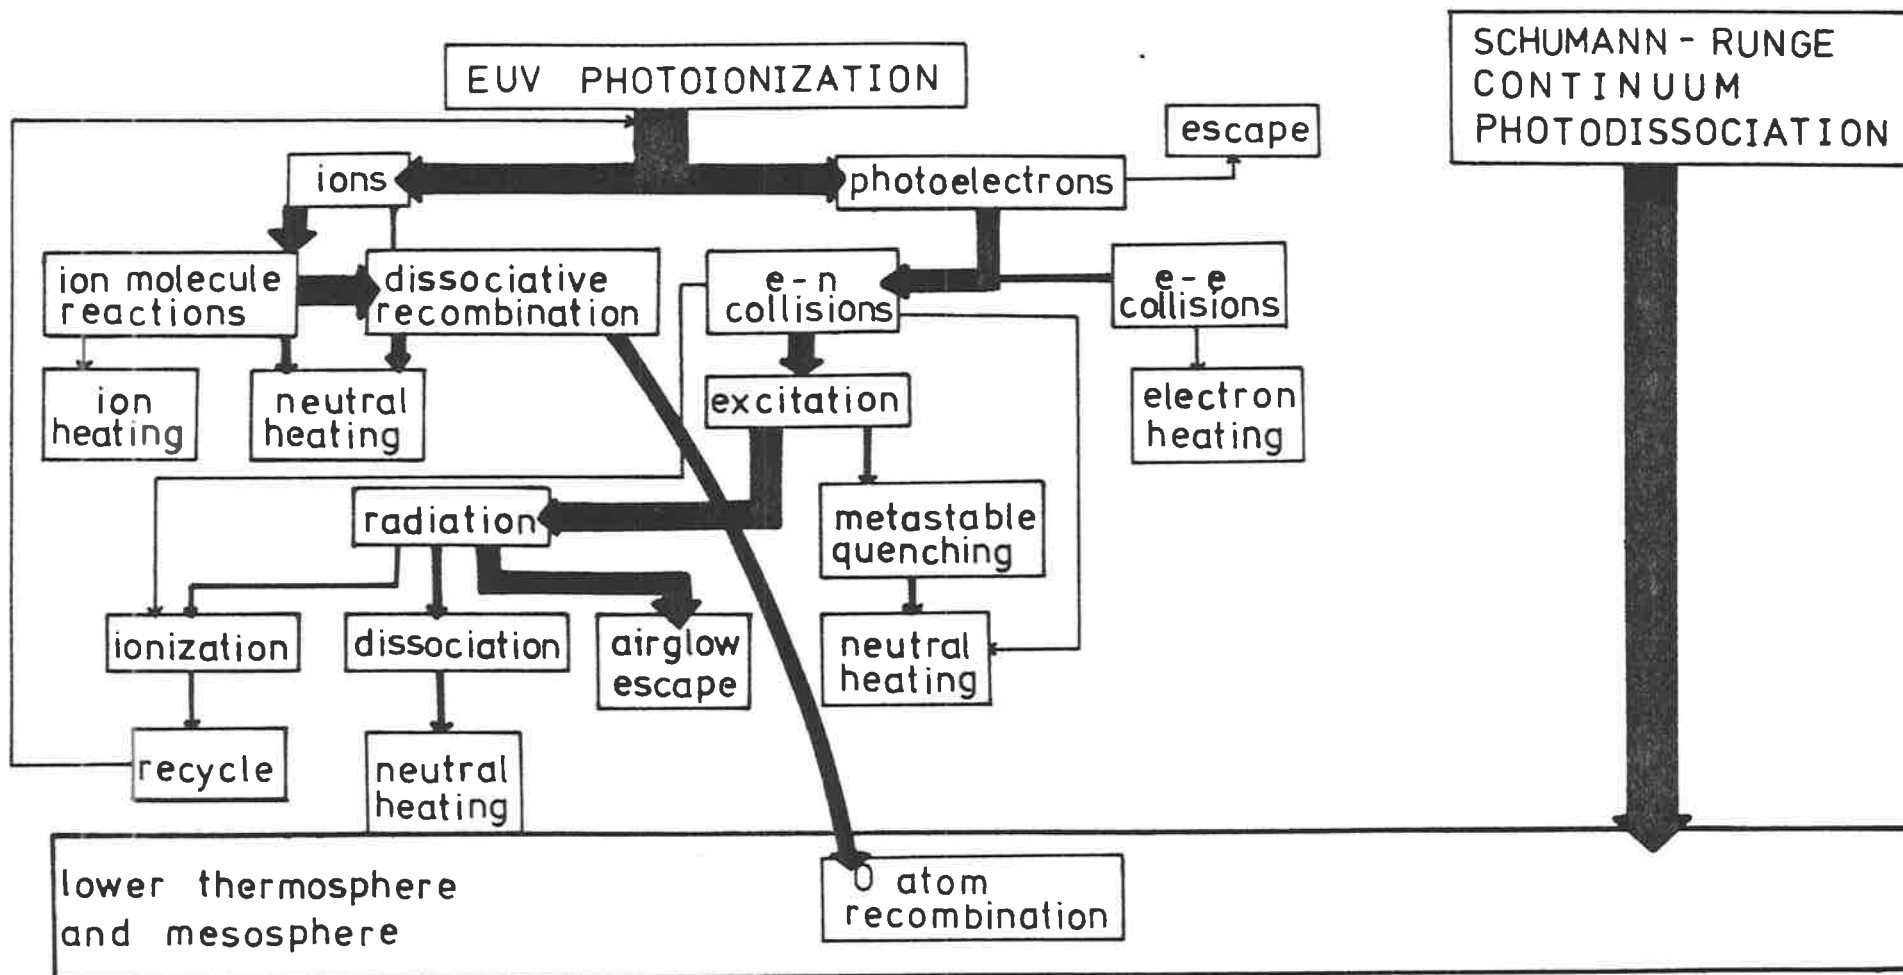 EUV PHOTOIONIZATION
SCHUMANN - RUNGE
CONTINUUM
PHOTODISSOCIATION
escape
ions
photoelectrons
ion molecule
reactions
dissociative
recombination
e - n
collisions
e - e
collisions
ion
heating
neutral
heating
excitation
electron
heating
radiation
metastable
quenching
ionization
dissociation
airglow
escape
neutral
heating
recycle
neutral
heating
lower thermosphere
and mesosphere
O atom
recombination